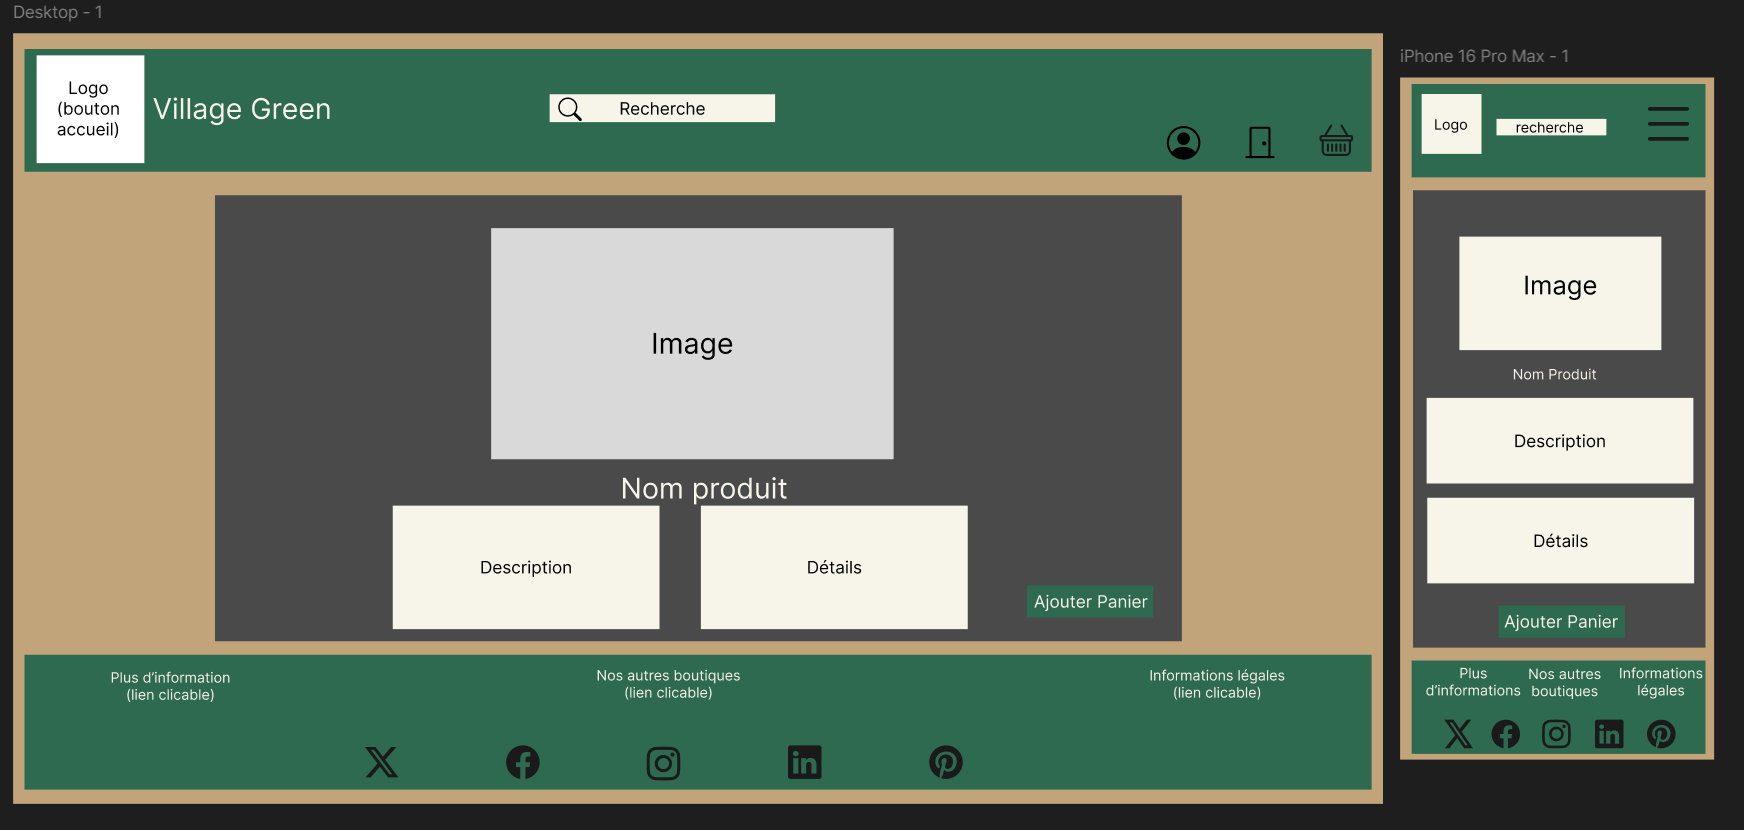 Desktop - 1
Logo
(bouton
accueil)
Village Green
Recherche
Image
Nom produit
Description
Détails
Ajouter Panier
Plus d'information
(lien clicable)
Nos autres boutiques
(lien clicable)
Informations légales
(lien clicable)
iPhone 16 Pro Max - 1
Logo
recherche
Image
Nom Produit
Description
Détails
Ajouter Panier
Plus
d'informations
Nos autres
boutiques
Informations
légales